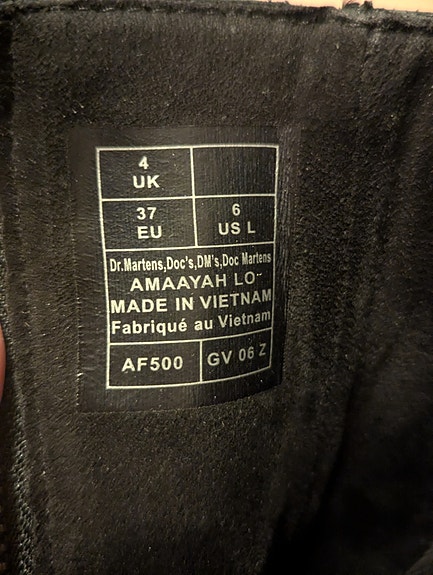 4
UK
37
EU
6
US L
Dr.Martens,Doc's,DM's,Doc Martens
AMAAYAH LO
MADE IN VIETNAM
Fabriqué au Vietnam
AF500
GV 06 Z